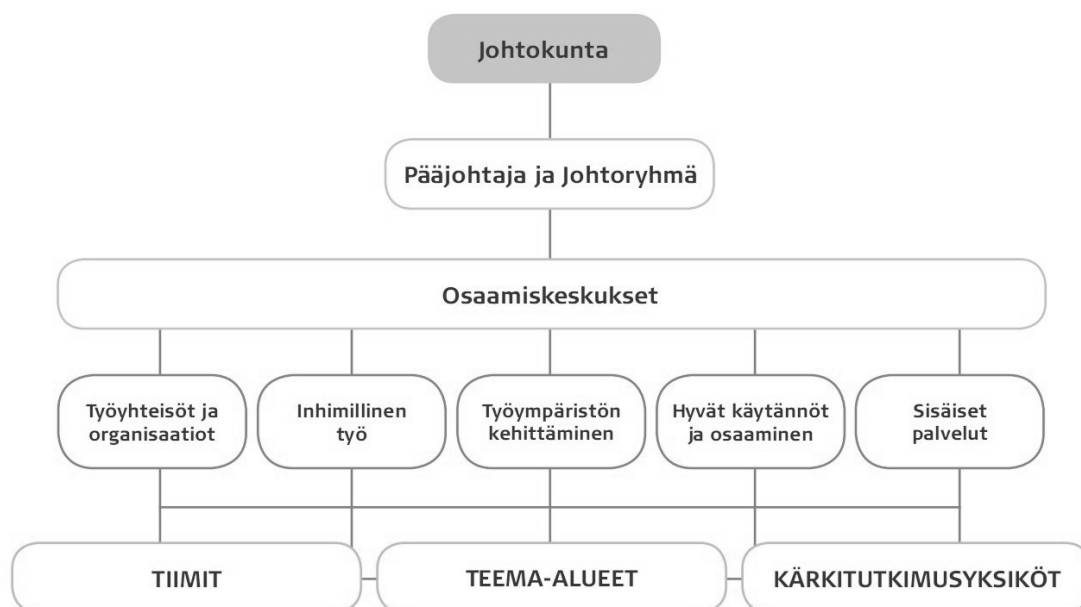 Johtokunta
Pääjohtaja ja Johtoryhmä
Osaamiskeskukset
Työyhteisöt ja
organisaatiot
Inhimillinen
työ
Työympäristön
kehittäminen
Hyvät käytännöt
ja osaaminen
Sisäiset
palvelut
TIIMIT
TEEMA-ALUEET
KÄRKITUTKIMUSYKSIKÖT